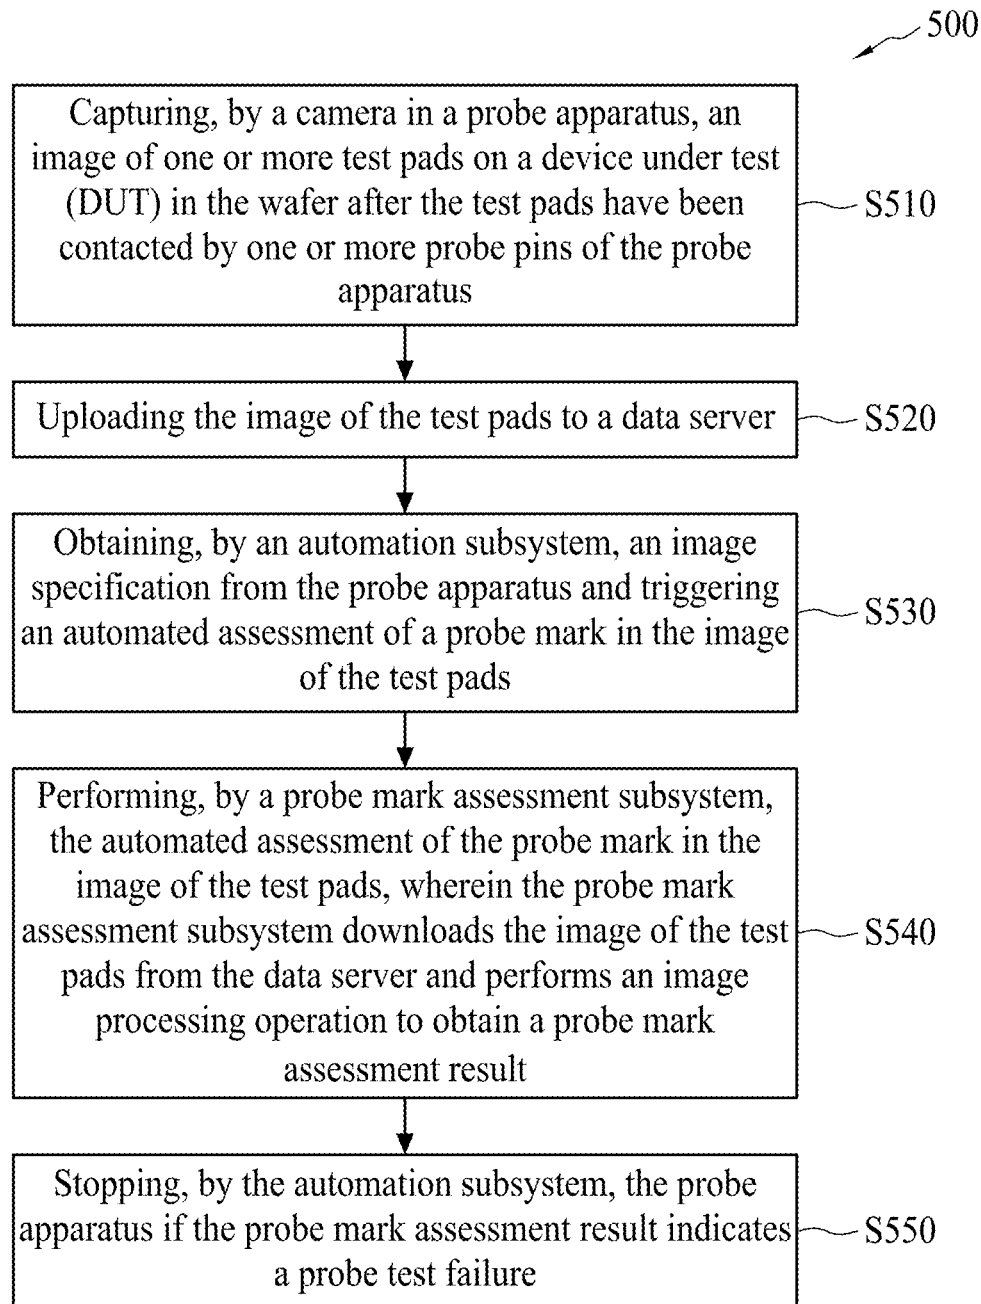 500
Capturing, by a camera in a probe apparatus, an
image of one or more test pads on a device under test
(DUT) in the wafer after the test pads have been
contacted by one or more probe pins of the probe
apparatus
S510
Uploading the image of the test pads to a data server
S520
Obtaining, by an automation subsystem, an image
specification from the probe apparatus and triggering
an automated assessment of a probe mark in the image
of the test pads
S530
Performing, by a probe mark assessment subsystem,
the automated assessment of the probe mark in the
image of the test pads, wherein the probe mark
assessment subsystem downloads the image of the test
pads from the data server and performs an image
processing operation to obtain a probe mark
assessment result
S540
Stopping, by the automation subsystem, the probe
apparatus if the probe mark assessment result indicates
a probe test failure
S550